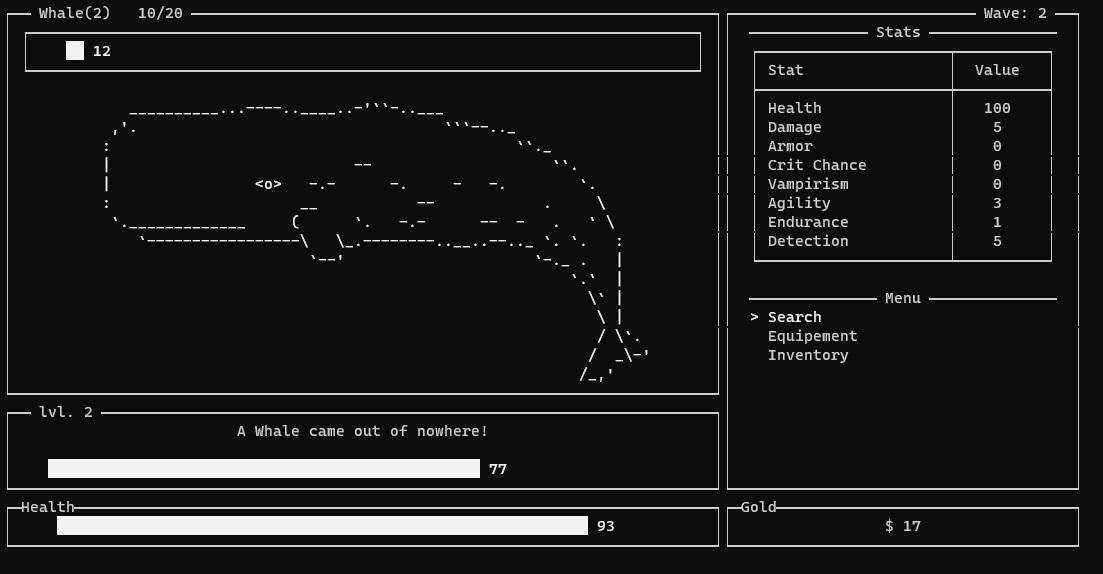 Whale(2)   10/20
12
<o>
A Whale came out of nowhere!
lvl. 2
77
Health
93
Wave: 2
Stats
Stat Value
Health 100
Damage 5
Armor 0
Crit Chance 0
Vampirism 0
Agility 3
Endurance 1
Detection 5
Menu
> Search
Equipement
Inventory
Gold
$ 17